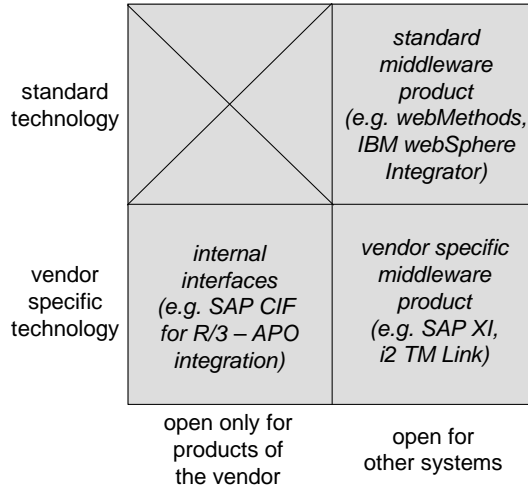 standard
technology
standard
middleware
product
(e.g. webMethods,
IBM webSphere
Integrator)
vendor
specific
technology
internal
interfaces
(e.g. SAP CIF
for R/3 – APO
integration)
vendor specific
middleware
product
(e.g. SAP XI,
i2 TM Link)
open only for
products of
the vendor
open for
other systems